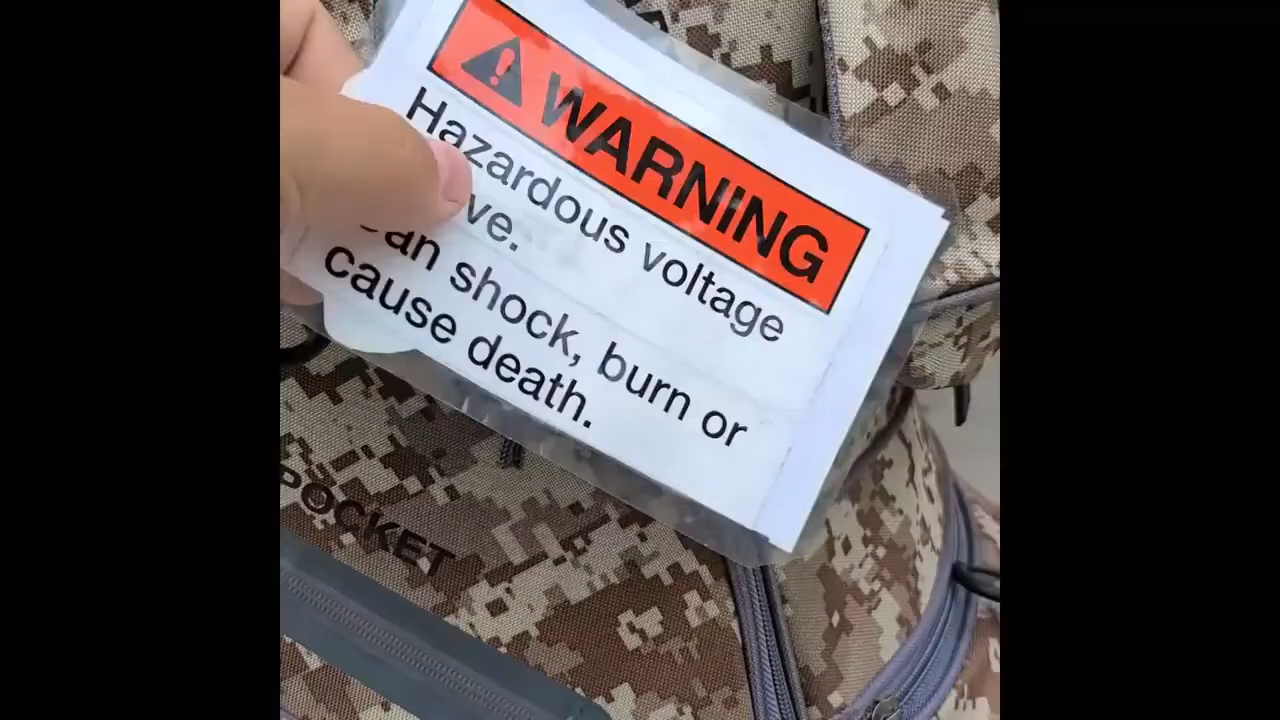 WARNING
Hazardous voltage
ve.
an shock, burn or
cause death.
POCKET